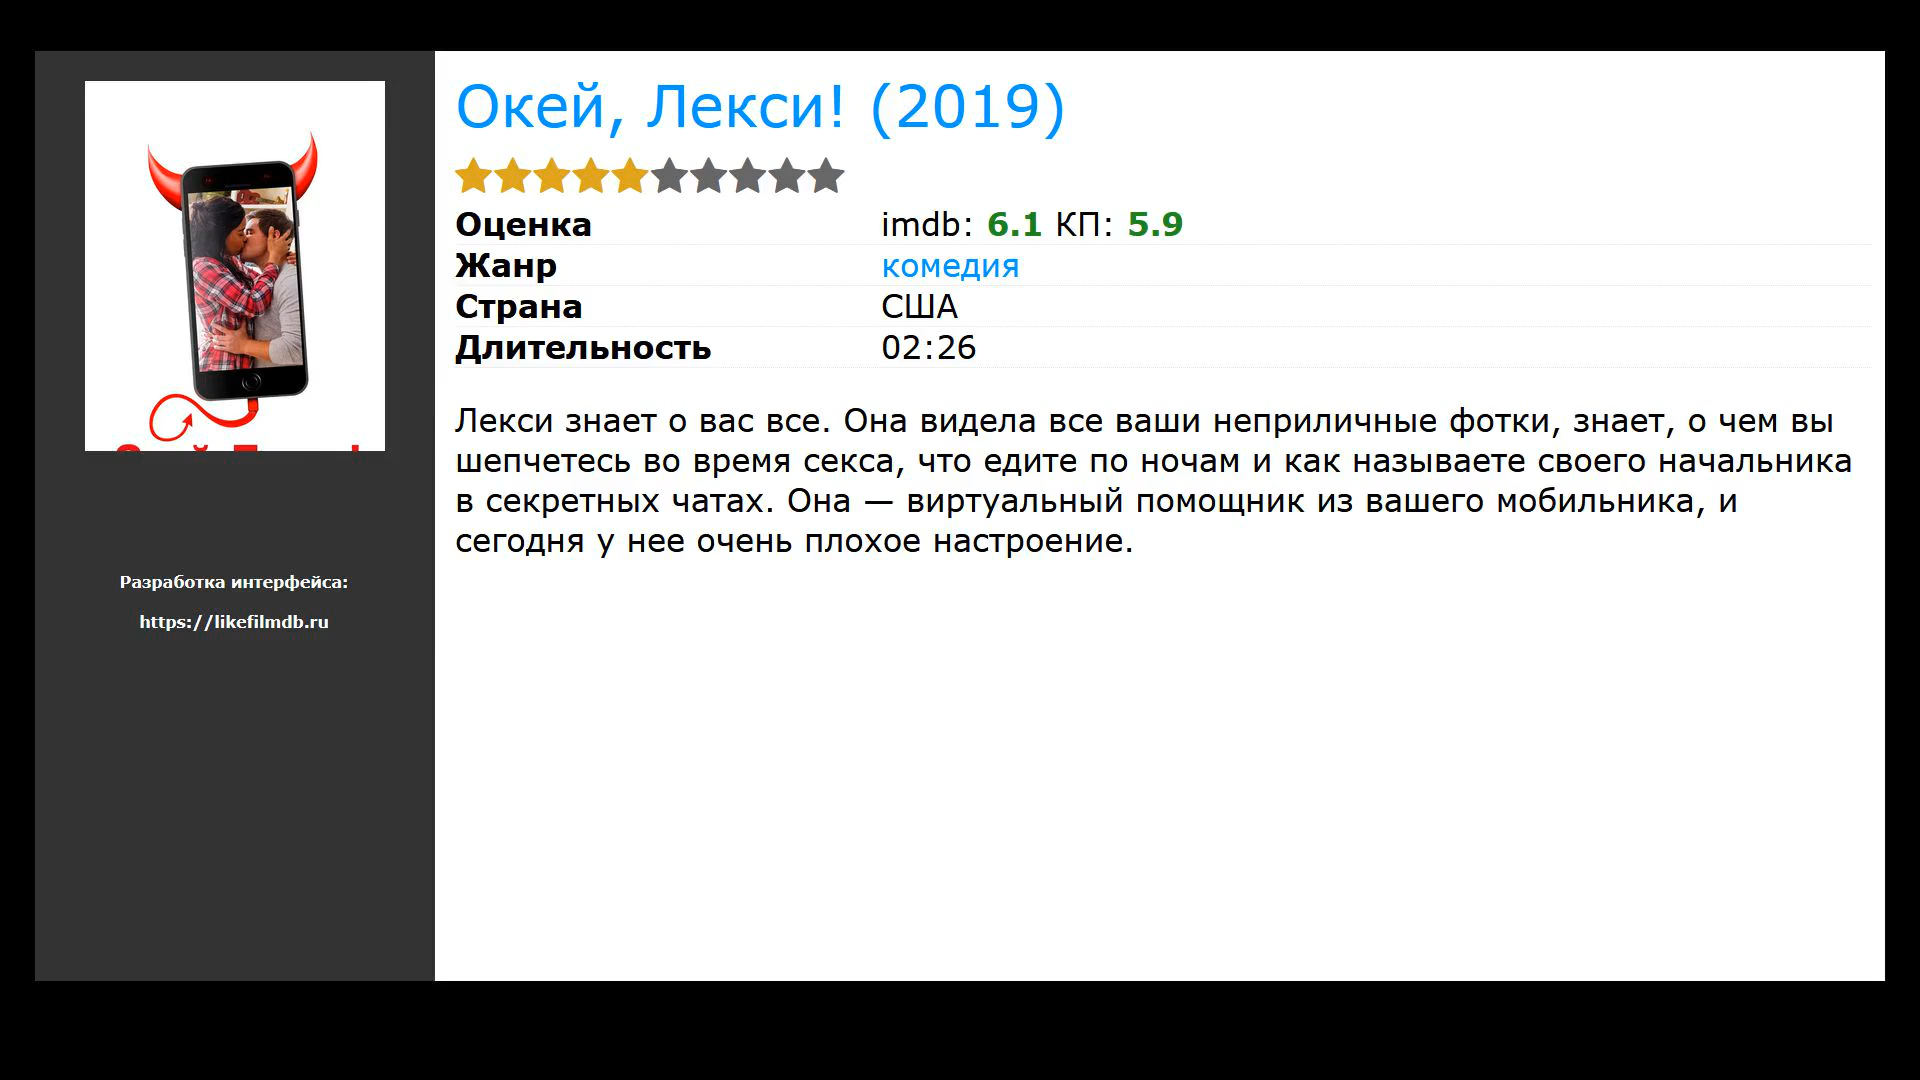 Окей, Лекси! (2019)
Оценка imdb: 6.1 КП: 5.9
Жанр комедия
Страна США
Длительность 02:26
Лекси знает о вас все. Она видела все ваши неприличные фотки, знает, о чем вы
шепчетесь во время секса, что едите по ночам и как называете своего начальника
в секретных чатах. Она — виртуальный помощник из вашего мобильника, и
сегодня у нее очень плохое настроение.
Разработка интерфейса:
https://likefilmdb.ru